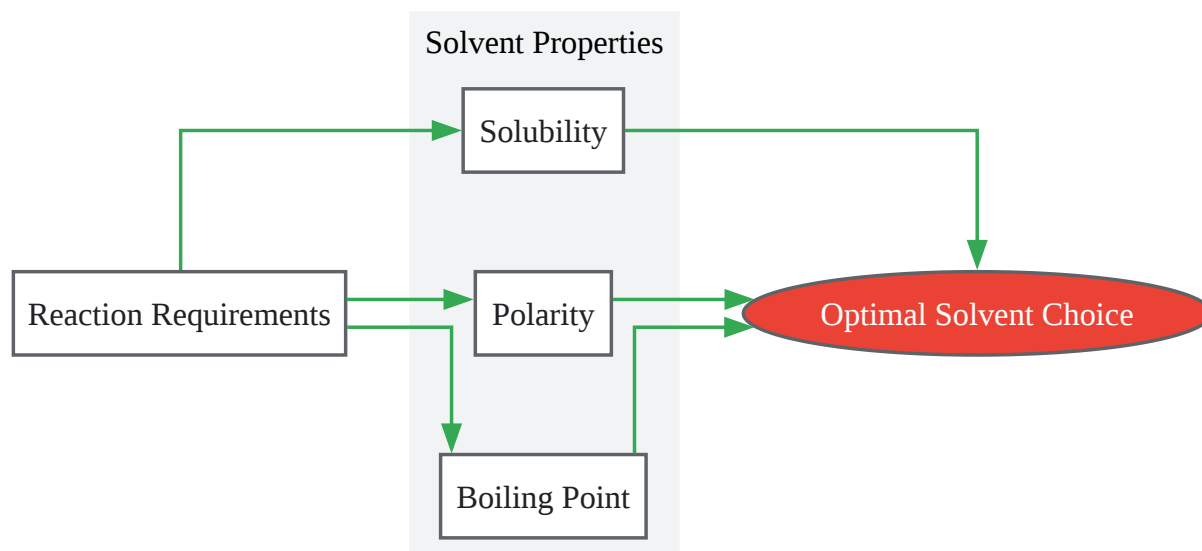 Solvent Properties
Solubility
Reaction Requirements
Polarity
Optimal Solvent Choice
Boiling Point